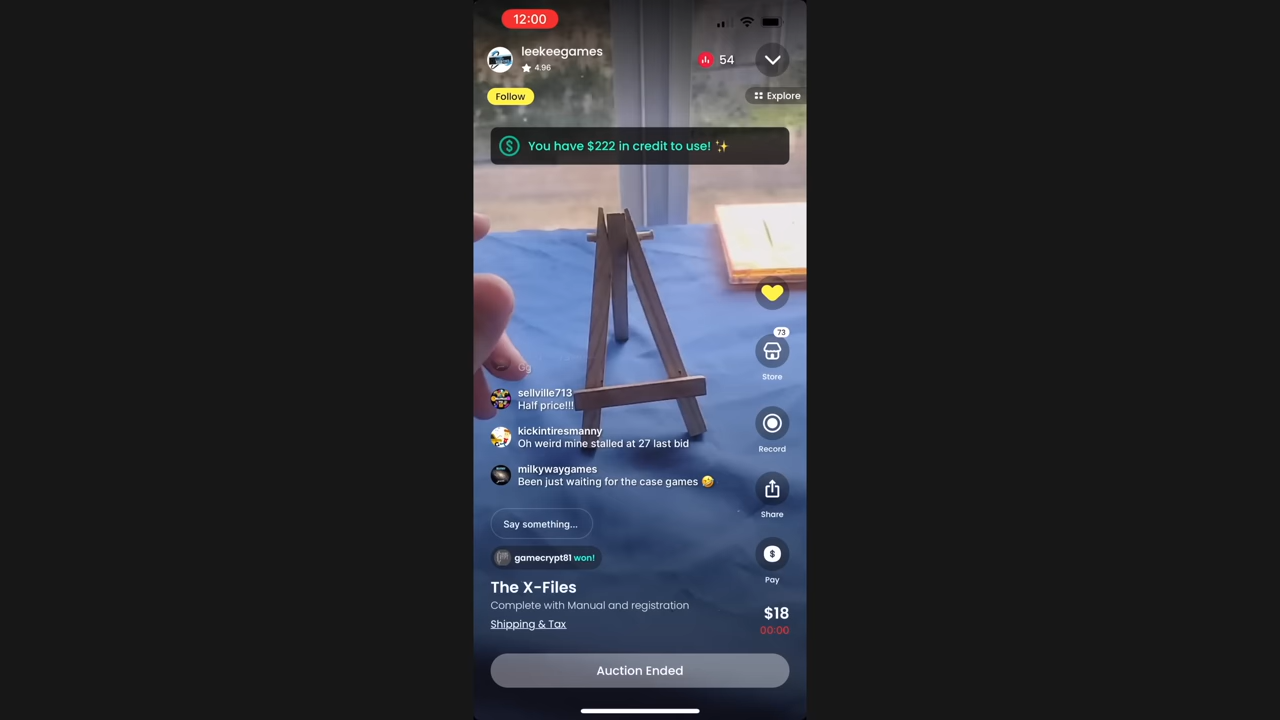 12:00
leekeegames
4.96
54
Follow
Explore
You have $222 in credit to use! ✨
73
Store
Gg
sellville713
Half price!!!
kickintiresmanny
Oh weird mine stalled at 27 last bid
Record
milkywaygames
Been just waiting for the case games 🤣
Share
Say something...
gamecrypt81 won!
Pay
The X-Files
Complete with Manual and registration
$18
Shipping & Tax
00:00
Auction Ended